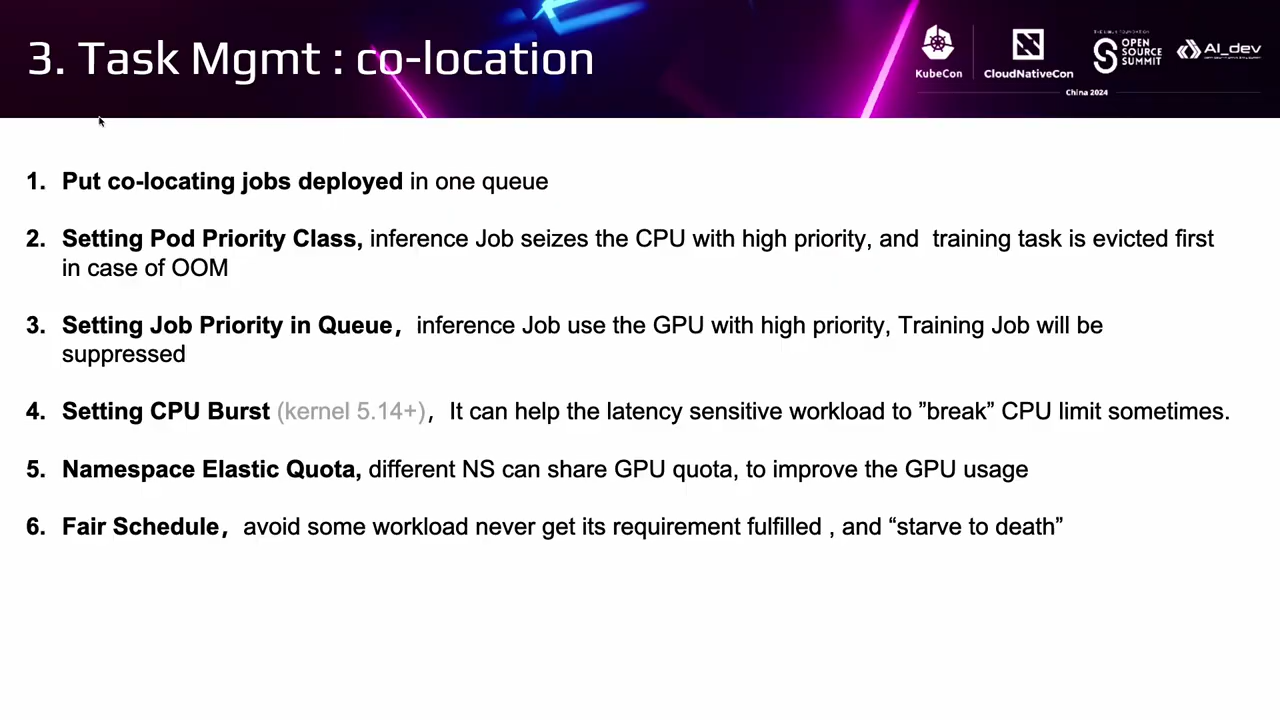 3. Task Mgmt : co-location
KubeCon
CloudNativeCon
OPEN
SOURCE
SUMMIT
AI_dev
China 2024
1. Put co-locating jobs deployed in one queue
2. Setting Pod Priority Class, inference Job seizes the CPU with high priority, and training task is evicted first
in case of OOM
3. Setting Job Priority in Queue，inference Job use the GPU with high priority, Training Job will be
suppressed
4. Setting CPU Burst (kernel 5.14+)，It can help the latency sensitive workload to ”break” CPU limit sometimes.
5. Namespace Elastic Quota, different NS can share GPU quota, to improve the GPU usage
6. Fair Schedule，avoid some workload never get its requirement fulfilled , and “starve to death”